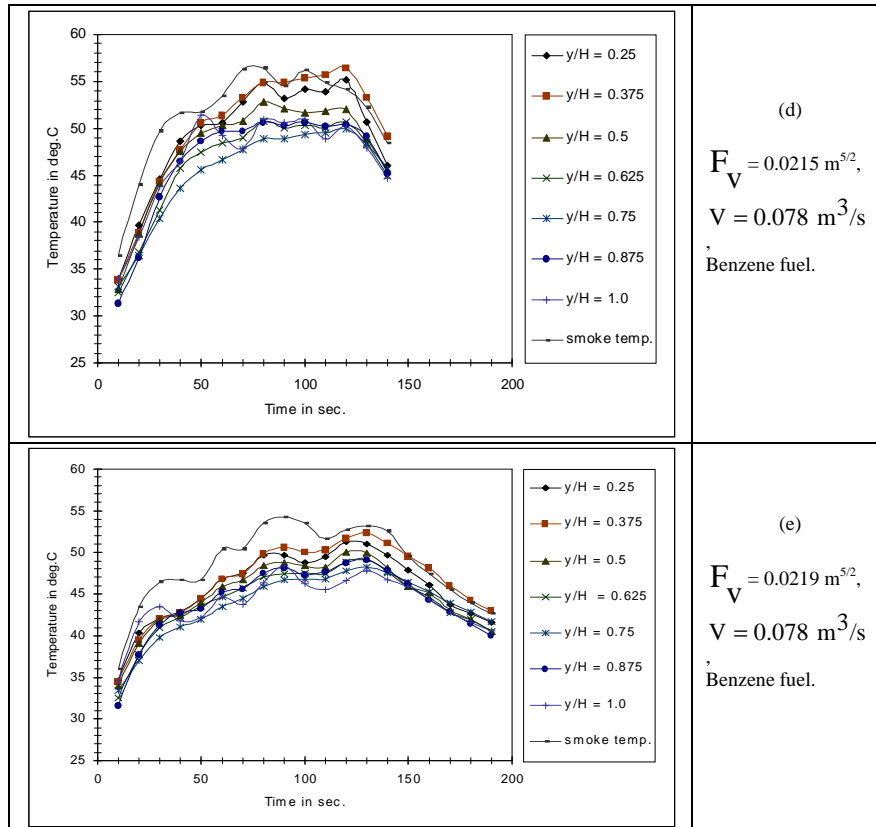 60
55
50
45
40
35
30
25
0 50 100 150 200
Temperature in deg.C
Time in sec.
y/H = 0.25
y/H = 0.375
y/H = 0.5
y/H = 0.625
y/H = 0.75
y/H = 0.875
y/H = 1.0
smoke temp.
(d)
Fv = 0.0215 m5/2,
V = 0.078 m3/s
,
Benzene fuel.
60
55
50
45
40
35
30
25
0 50 100 150 200
Temperature in deg.C
Time in sec.
y/H = 0.25
y/H = 0.375
y/H = 0.5
y/H = 0.625
y/H = 0.75
y/H = 0.875
y/H = 1.0
smoke temp.
(e)
Fv = 0.0219 m5/2,
V = 0.078 m3/s
,
Benzene fuel.